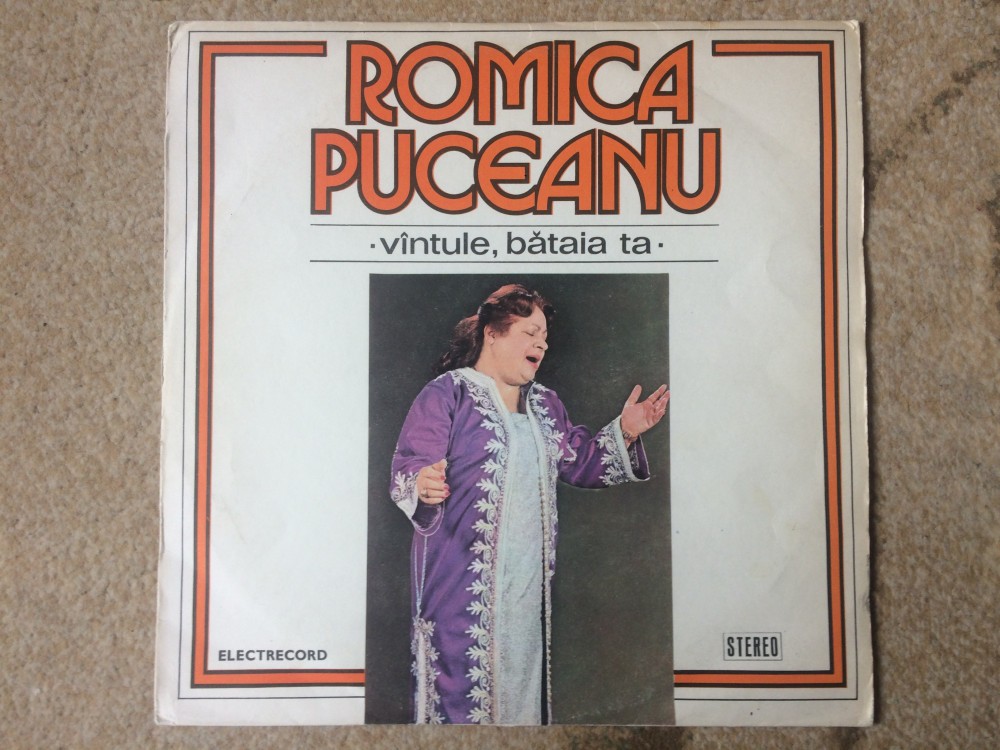 ROMICA
PUCEANU
·vîntule, bătaia ta·
ELECTRECORD
STEREO